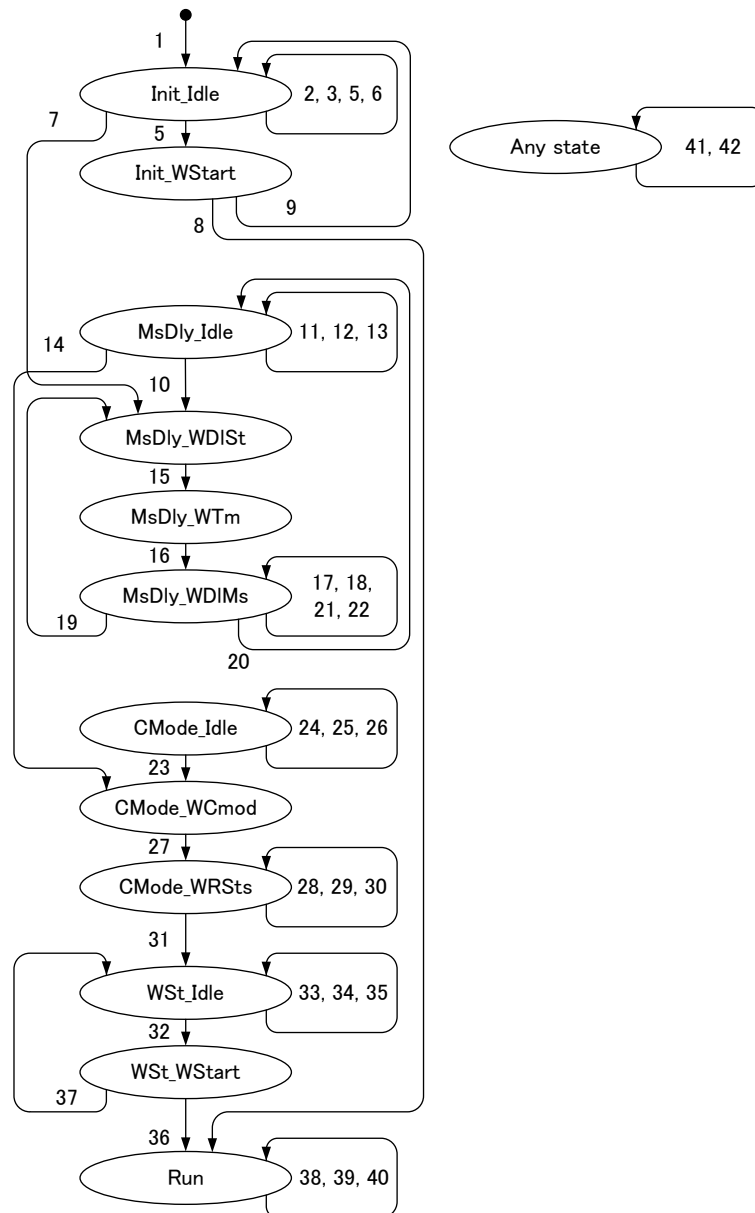 1
Init_Idle
2, 3, 5, 6
7
5
Any state
41, 42
Init_WStart
9
8
MsDly_Idle
11, 12, 13
14
10
MsDly_WDlSt
15
MsDly_WTm
16
MsDly_WDlMs
17, 18,
21, 22
19
20
CMode_Idle
24, 25, 26
23
CMode_WCmod
27
CMode_WRSts
28, 29, 30
31
WSt_Idle
33, 34, 35
32
WSt_WStart
37
36
Run
38, 39, 40